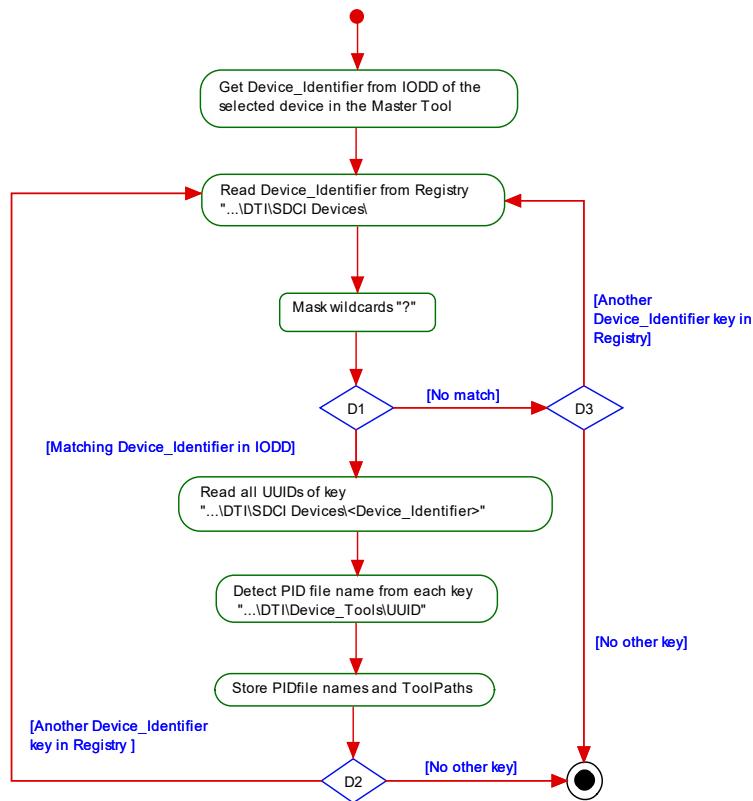 Get Device_Identifier from IODD of the
selected device in the Master Tool
Read Device_Identifier from Registry
"...\DTI\SDCI Devices\
Mask wildcards "?"
[Another
Device_Identifier key in
Registry]
D1
[No match]
D3
[Matching Device_Identifier in IODD]
Read all UUIDs of key
"...\DTI\SDCI Devices\<Device_Identifier>"
Detect PID file name from each key
"...\DTI\Device_Tools\UUID"
[No other key]
Store PIDfile names and ToolPaths
[Another Device_Identifier
key in Registry ]
D2
[No other key]